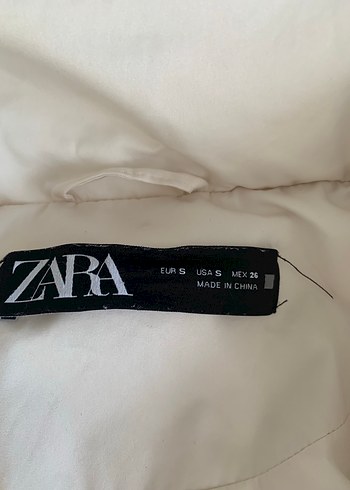 ZARA
EUR S USA S MEX 26
MADE IN CHINA